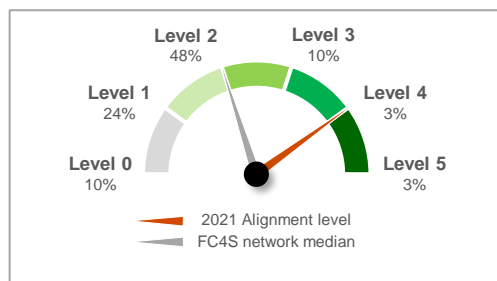 Level 2
48%
Level 3
10%
Level 1
24%
Level 4
3%
Level 0
10%
Level 5
3%
2021 Alignment level
FC4S network median